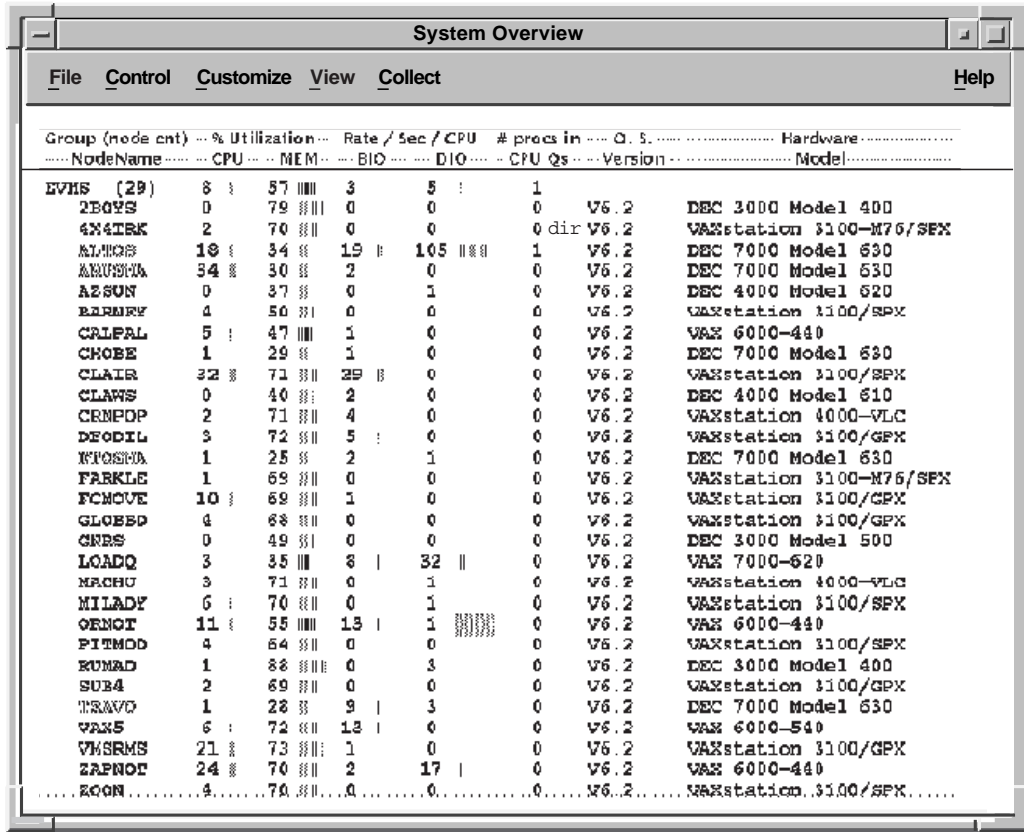 System Overview
File Control Customize View Collect Help
Group (node cnt) % Utilization Rate / Sec / CPU # procs in O. S. Hardware
NodeName CPU MEM BIO DIO CPU Qs Version Model
EVMS (29) 8 57 3 5 1
2BOYS 0 79 0 0 0 V6.2 DEC 3000 Model 400
4X4TRK 2 70 0 0 0 dir V6.2 VAXstation 3100-M76/SPX
ALTOS 18 34 19 105 1 V6.2 DEC 7000 Model 630
34 30 2 0 0 V6.2 DEC 7000 Model 630
AZSUN 0 37 0 1 0 V6.2 DEC 4000 Model 620
BARNEY 4 50 0 0 0 V6.2 VAXstation 3100/SPX
CALPAL 5 47 1 0 0 V6.2 VAX 6000-440
CHOBE 1 29 1 0 0 V6.2 DEC 7000 Model 630
CLAIR 32 71 29 0 0 V6.2 VAXstation 3100/SPX
CLAWS 0 40 2 0 0 V6.2 DEC 4000 Model 610
CRNPOP 2 71 4 0 0 V6.2 VAXstation 4000-VLC
DEODIL 3 72 5 0 0 V6.2 VAXstation 3100/GPX
ETOSHA 1 25 2 1 0 V6.2 DEC 7000 Model 630
FARKLE 1 69 0 0 0 V6.2 VAXstation 3100-M76/SPX
FCMOVE 10 69 1 0 0 V6.2 VAXstation 3100/GPX
GLOBBO 4 68 0 0 0 V6.2 VAXstation 3100/GPX
GNRS 0 49 0 0 0 V6.2 DEC 3000 Model 500
LOADQ 3 35 8 32 0 V6.2 VAX 7000-620
MACHU 3 71 0 1 0 V6.2 VAXstation 4000-VLC
MILADY 6 70 0 1 0 V6.2 VAXstation 3100/SPX
ORNOT 11 55 13 1 0 V6.2 VAX 6000-440
PITMOD 4 64 0 0 0 V6.2 VAXstation 3100/SPX
RUMAD 1 88 0 3 0 V6.2 DEC 3000 Model 400
SUB4 2 69 0 0 0 V6.2 VAXstation 3100/GPX
TSAVO 1 28 9 3 0 V6.2 DEC 7000 Model 630
VAX5 6 72 13 0 0 V6.2 VAX 6000-540
VMSRMS 21 73 1 0 0 V6.2 VAXstation 3100/GPX
ZAPNOT 24 70 2 17 0 V6.2 VAX 6000-440
ZOON 4 70 0 0 0 V6.2 VAXstation 3100/SPX